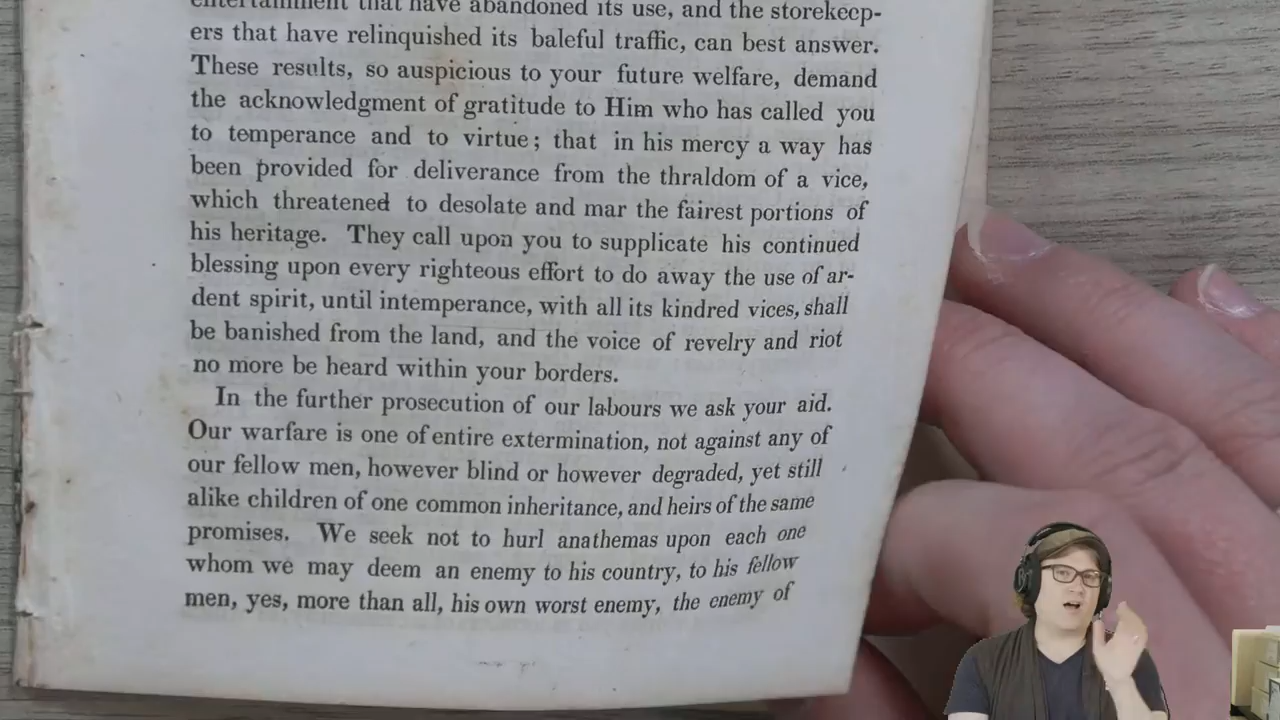 entertainment that have abandoned its use, and the storekeep-
ers that have relinquished its baleful traffic, can best answer.
These results, so auspicious to your future welfare, demand
the acknowledgment of gratitude to Him who has called you
to temperance and to virtue; that in his mercy a way has
been provided for deliverance from the thraldom of a vice,
which threatened to desolate and mar the fairest portions of
his heritage. They call upon you to supplicate his continued
blessing upon every righteous effort to do away the use of ar-
dent spirit, until intemperance, with all its kindred vices, shall
be banished from the land, and the voice of revelry and riot
no more be heard within your borders.
In the further prosecution of our labours we ask your aid.
Our warfare is one of entire extermination, not against any of
our fellow men, however blind or however degraded, yet still
alike children of one common inheritance, and heirs of the same
promises. We seek not to hurl anathemas upon each one
whom we may deem an enemy to his country, to his fellow
men, yes, more than all, his own worst enemy, the enemy of